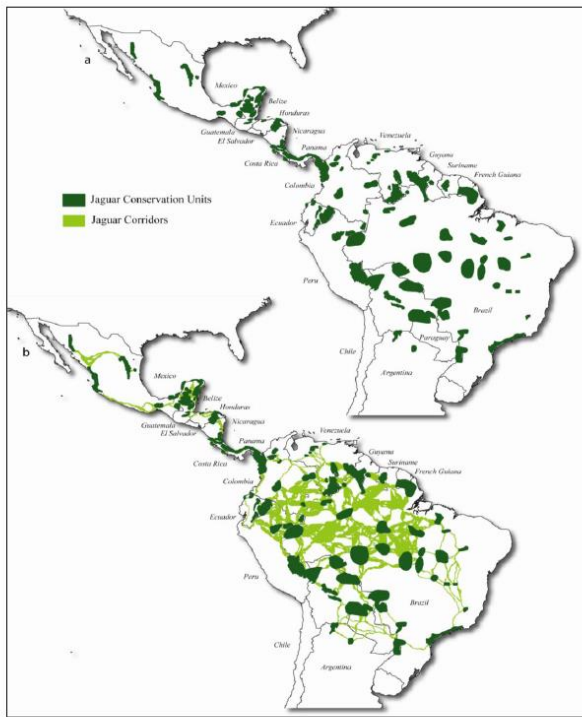 a
Mexico
Belize
Honduras
Guatemala
Nicaragua
El Salvador
Panama
Costa Rica
Venezuela
Guyana
Suriname
French Guiana
Colombia
Jaguar Conservation Units
Jaguar Corridors
Ecuador
Peru
Brazil
Paraguay
Chile
Argentina
b
Mexico
Belize
Honduras
Guatemala
Nicaragua
El Salvador
Panama
Costa Rica
Venezuela
Guyana
Suriname
French Guiana
Colombia
Ecuador
Peru
Brazil
Chile
Argentina